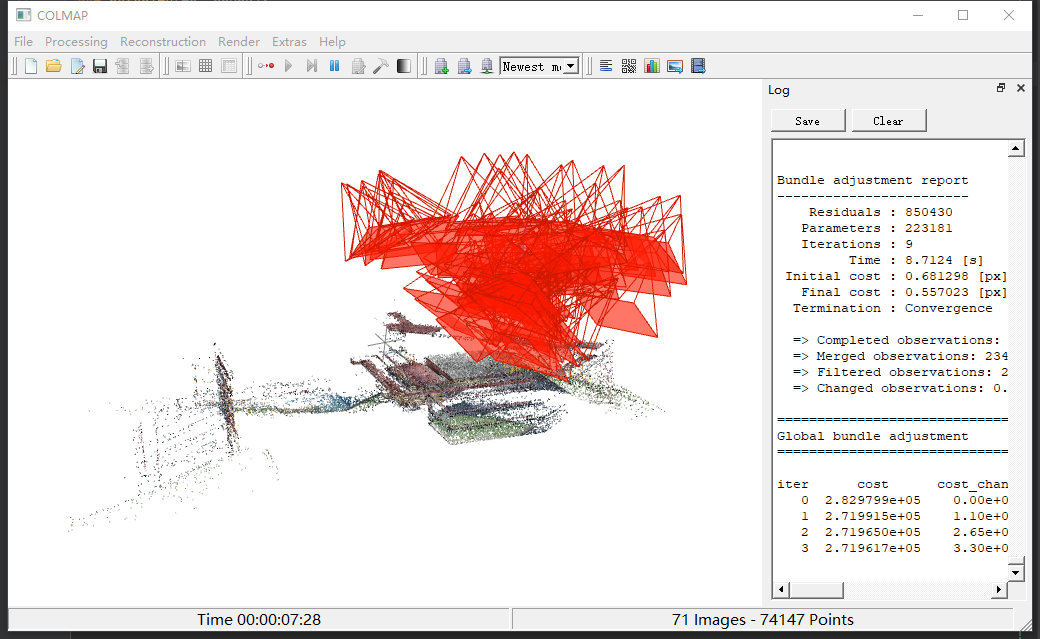 COLMAP
File Processing Reconstruction Render Extras Help
Newest m
Log
Save Clear
Bundle adjustment report
------------------------
Residuals : 850430
Parameters : 223181
Iterations : 9
Time : 8.7124 [s]
Initial cost : 0.681298 [px]
Final cost : 0.557023 [px]
Termination : Convergence
=> Completed observations:
=> Merged observations: 234
=> Filtered observations: 2
=> Changed observations: 0.
=============================
Global bundle adjustment
=============================
iter cost cost_chan
0 2.829799e+05 0.00e+0
1 2.719915e+05 1.10e+0
2 2.719650e+05 2.65e+0
3 2.719617e+05 3.30e+0
Time 00:00:07:28
71 Images - 74147 Points